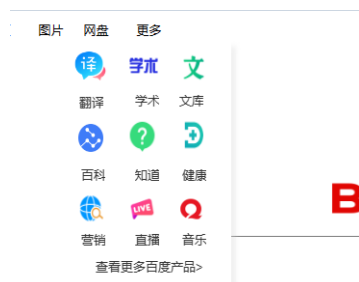 图片 网盘 更多
译 学术 文
翻译 学术 文库
?
百科 知道 健康
LIVE
营销 直播 音乐
查看更多百度产品>
B